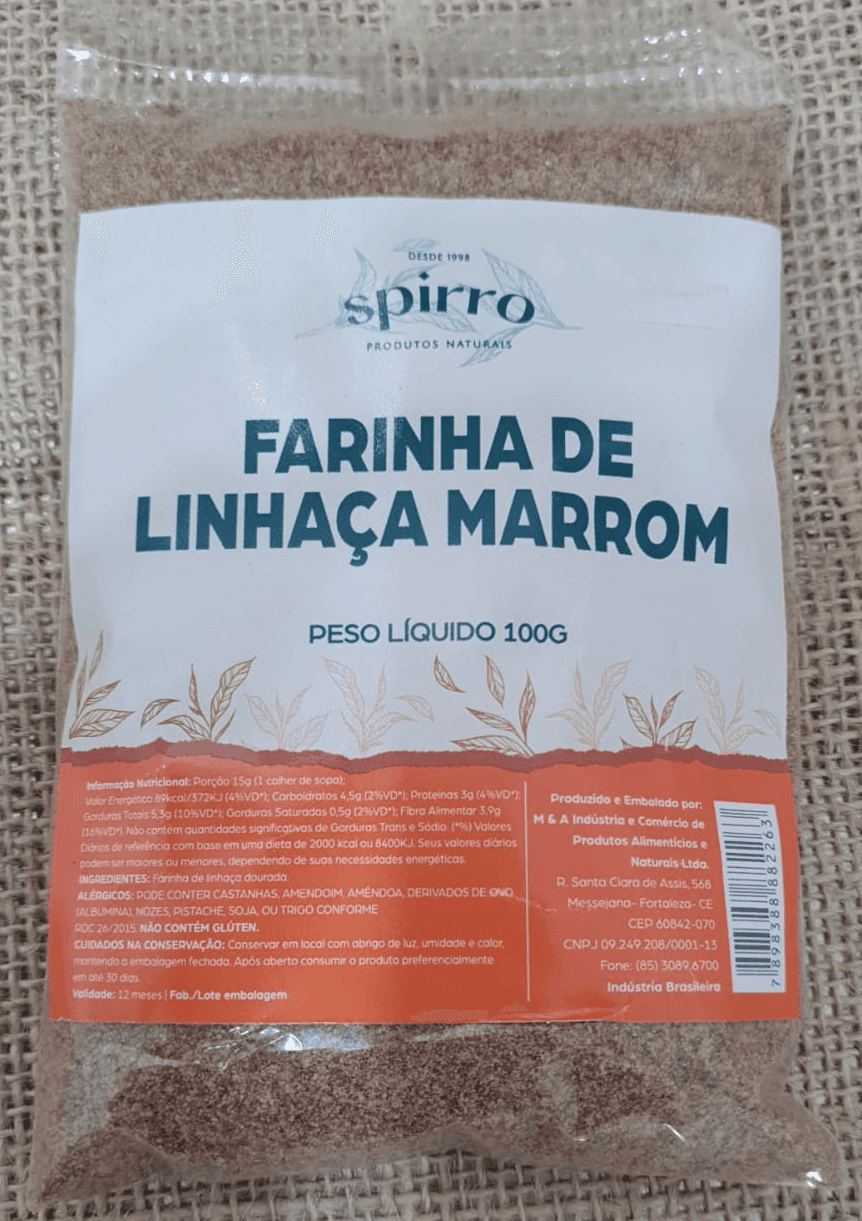 DESDE 1998
spirro
PRODUTOS NATURAIS
FARINHA DE
LINHAÇA MARROM
PESO LÍQUIDO 100G
Informação Nutricional: Porção 15g (1 colher de sopa);
Valor Energético 89kcal/372KJ (4%VD*); Carboidratos 4,5g (2%VD*); Proteínas 3g (4%VD*);
Gorduras Totais 5,3g (10%VD*); Gorduras Saturadas 0,5g (2%VD*); Fibra Alimentar 3,9g
(16%VD*). Não contém quantidades significativas de Gorduras Trans e Sódio. (*%) Valores
Diários de referência com base em uma dieta de 2000 kcal ou 8400KJ. Seus valores diários
podem ser maiores ou menores, dependendo de suas necessidades energéticas.
INGREDIENTES: Farinha de linhaça dourada.
ALÉRGICOS: PODE CONTER CASTANHAS, AMENDOIM, AMÊNDOA, DERIVADOS DE OVO
(ALBUMINA), NOZES, PISTACHE, SOJA, OU TRIGO CONFORME
RDC 26/2015. NÃO CONTÉM GLÚTEN.
CUIDADOS NA CONSERVAÇÃO: Conservar em local com abrigo de luz, umidade e calor,
mantendo a embalagem fechada. Após aberto consumir o produto preferencialmente
em até 30 dias.
Validade: 12 meses | Fab./Lote embalagem
Produzido e Embalado por:
M & A Indústria e Comércio de
Produtos Alimentícios e
Naturais Ltda.
R. Santa Clara de Assis, 568
Messejana- Fortaleza- CE
CEP 60842-070
CNPJ 09.249.208/0001-13
Fone: (85) 3089.6700
Indústria Brasileira
7 898388 882263